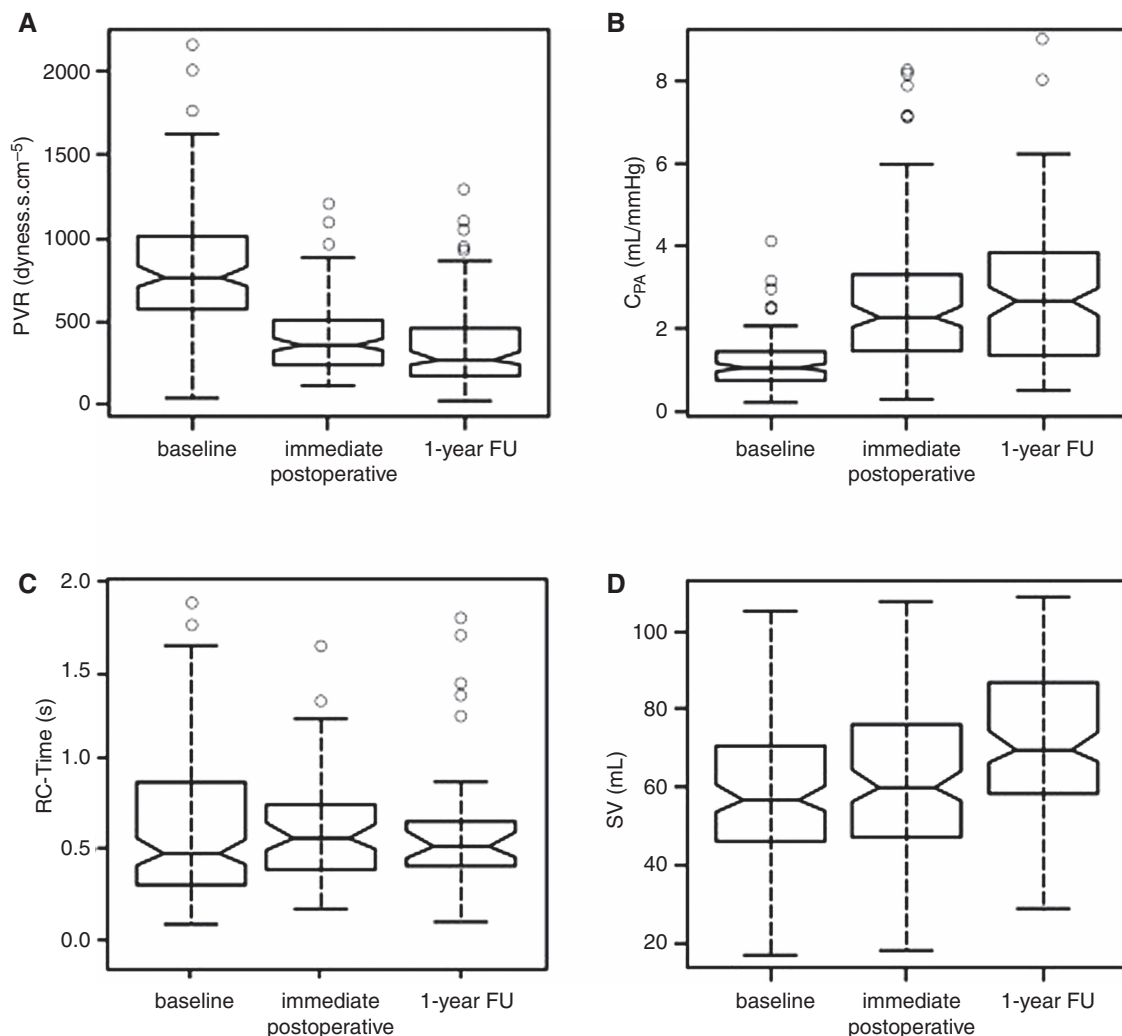 A
PVR (dyness.s.cm⁻⁵)
2000
1500
1000
500
0
baseline
immediate
postoperative
1-year FU
B
C_PA (mL/mmHg)
8
6
4
2
0
baseline
immediate
postoperative
1-year FU
C
RC-Time (s)
2.0
1.5
1.0
0.5
0.0
baseline
immediate
postoperative
1-year FU
D
SV (mL)
100
80
60
40
20
baseline
immediate
postoperative
1-year FU